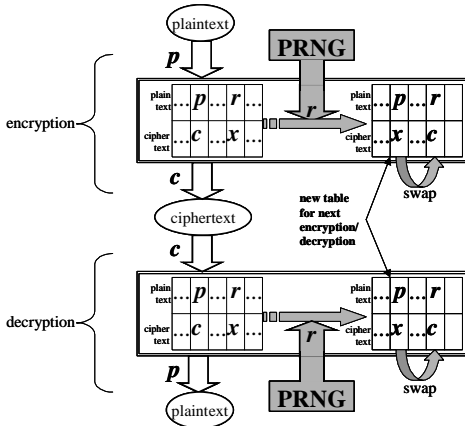 plaintext
p
PRNG
encryption
plain
text
... p ... r ...
cipher
text
... c ... x ...
r
plain
text
... p ... r
cipher
text
... x ... c
swap
c
ciphertext
new table
for next
encryption/
decryption
c
decryption
plain
text
... p ... r ...
cipher
text
... c ... x ...
r
plain
text
... p ... r
cipher
text
... x ... c
swap
p
PRNG
plaintext